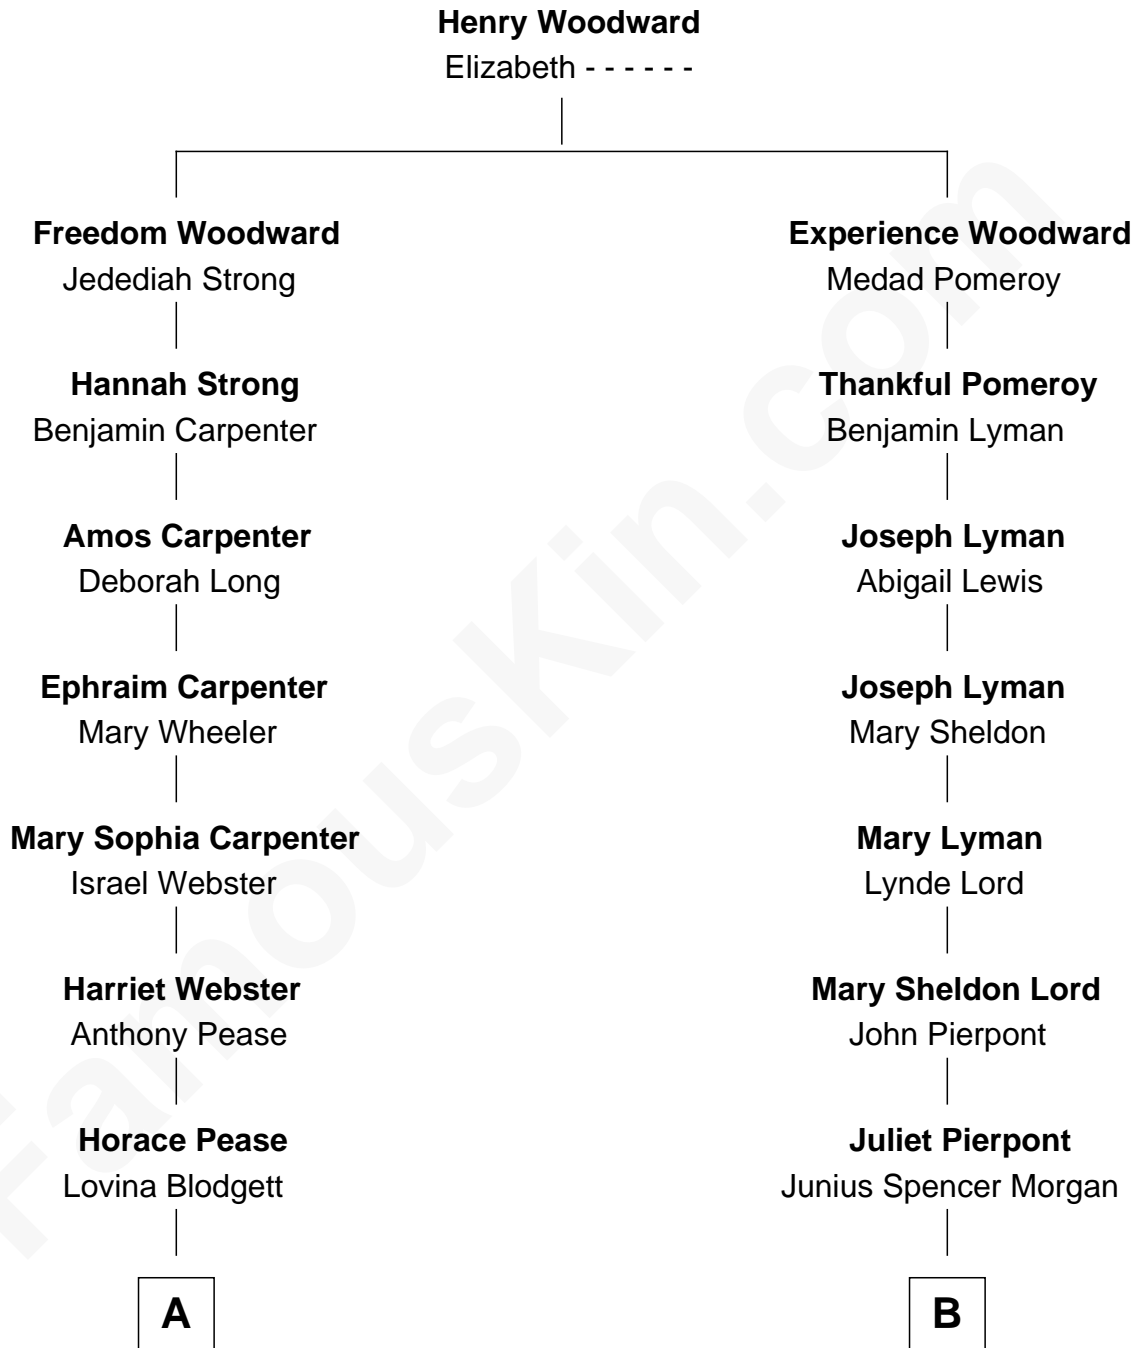 Henry Woodward
Elizabeth - - - - - -
Freedom Woodward
Jedediah Strong
Experience Woodward
Medad Pomeroy
Hannah Strong
Benjamin Carpenter
Thankful Pomeroy
Benjamin Lyman
Amos Carpenter
Deborah Long
Joseph Lyman
Abigail Lewis
Ephraim Carpenter
Mary Wheeler
Joseph Lyman
Mary Sheldon
Mary Sophia Carpenter
Israel Webster
Mary Lyman
Lynde Lord
Harriet Webster
Anthony Pease
Mary Sheldon Lord
John Pierpont
Horace Pease
Lovina Blodgett
Juliet Pierpont
Junius Spencer Morgan
A
B
FamousKin.com